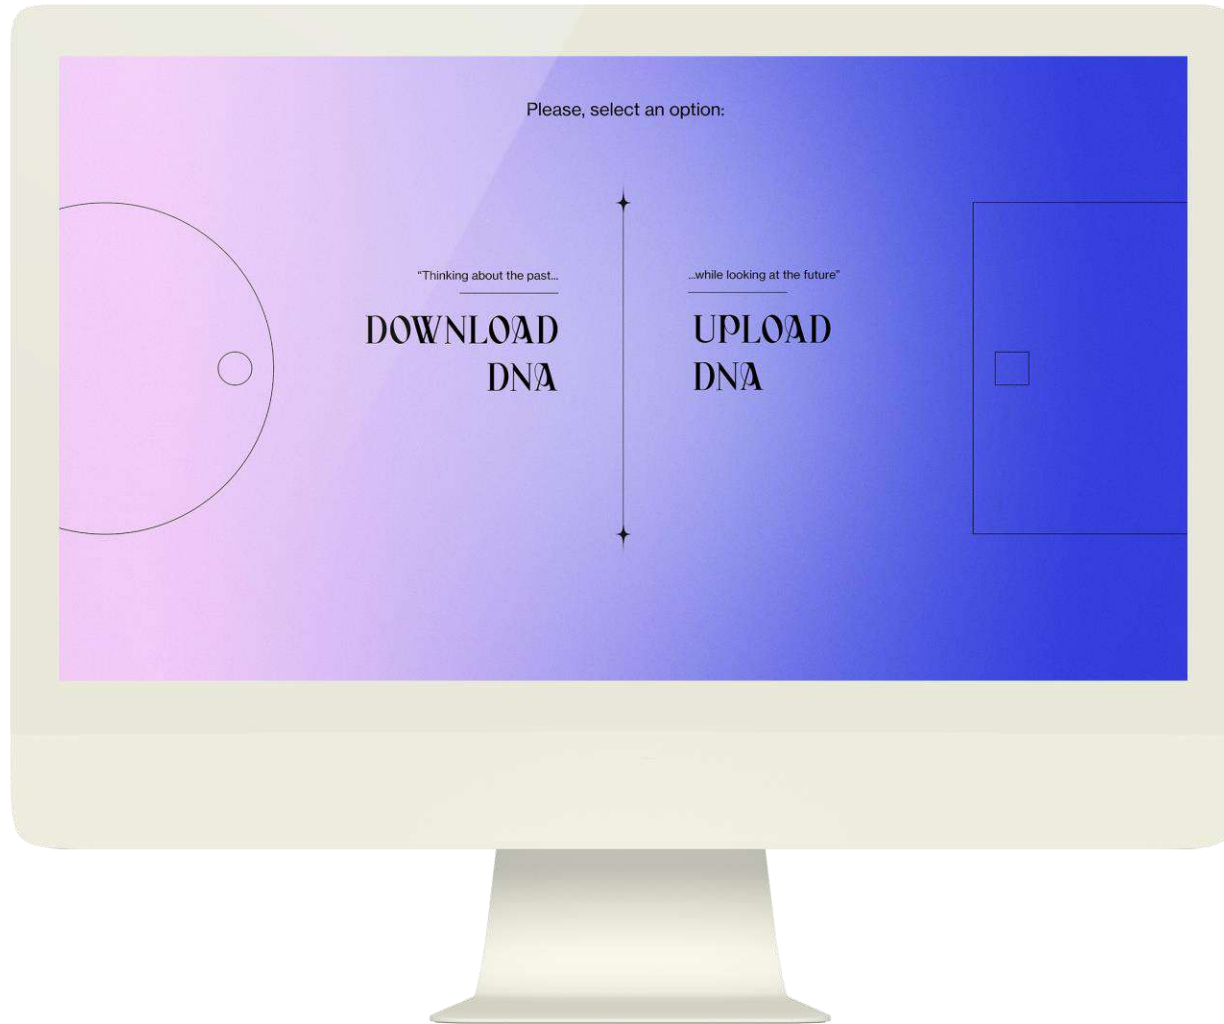 Please, select an option:
"Thinking about the past...
DOWNLOAD
DNA
...while looking at the future"
UPLOAD
DNA